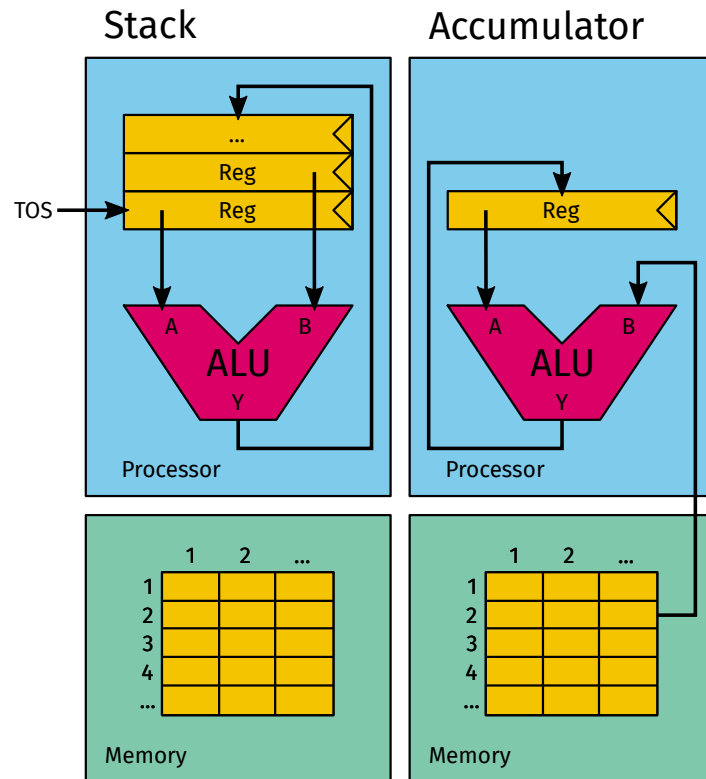 Stack
Accumulator
...
Reg
TOS
Reg
A
B
ALU
Y
Processor
Reg
A
B
ALU
Y
Processor
1 2 ...
1
2
3
4
...
Memory
1 2 ...
1
2
3
4
...
Memory